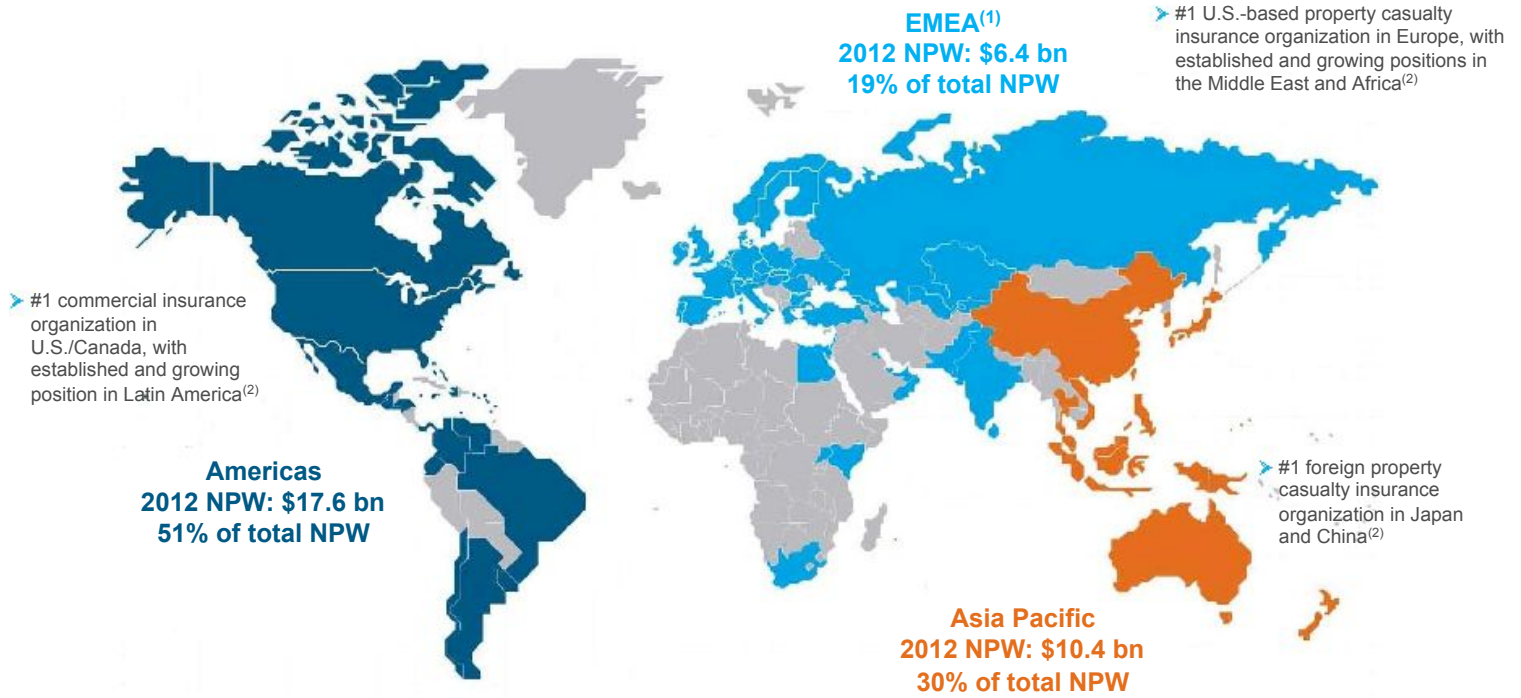 EMEA(1)
2012 NPW: $6.4 bn
19% of total NPW
➢ #1 U.S.-based property casualty
insurance organization in Europe, with
established and growing positions in
the Middle East and Africa(2)
➢ #1 commercial insurance
organization in
U.S./Canada, with
established and growing
position in Latin America(2)
Americas
2012 NPW: $17.6 bn
51% of total NPW
➢ #1 foreign property
casualty insurance
organization in Japan
and China(2)
Asia Pacific
2012 NPW: $10.4 bn
30% of total NPW